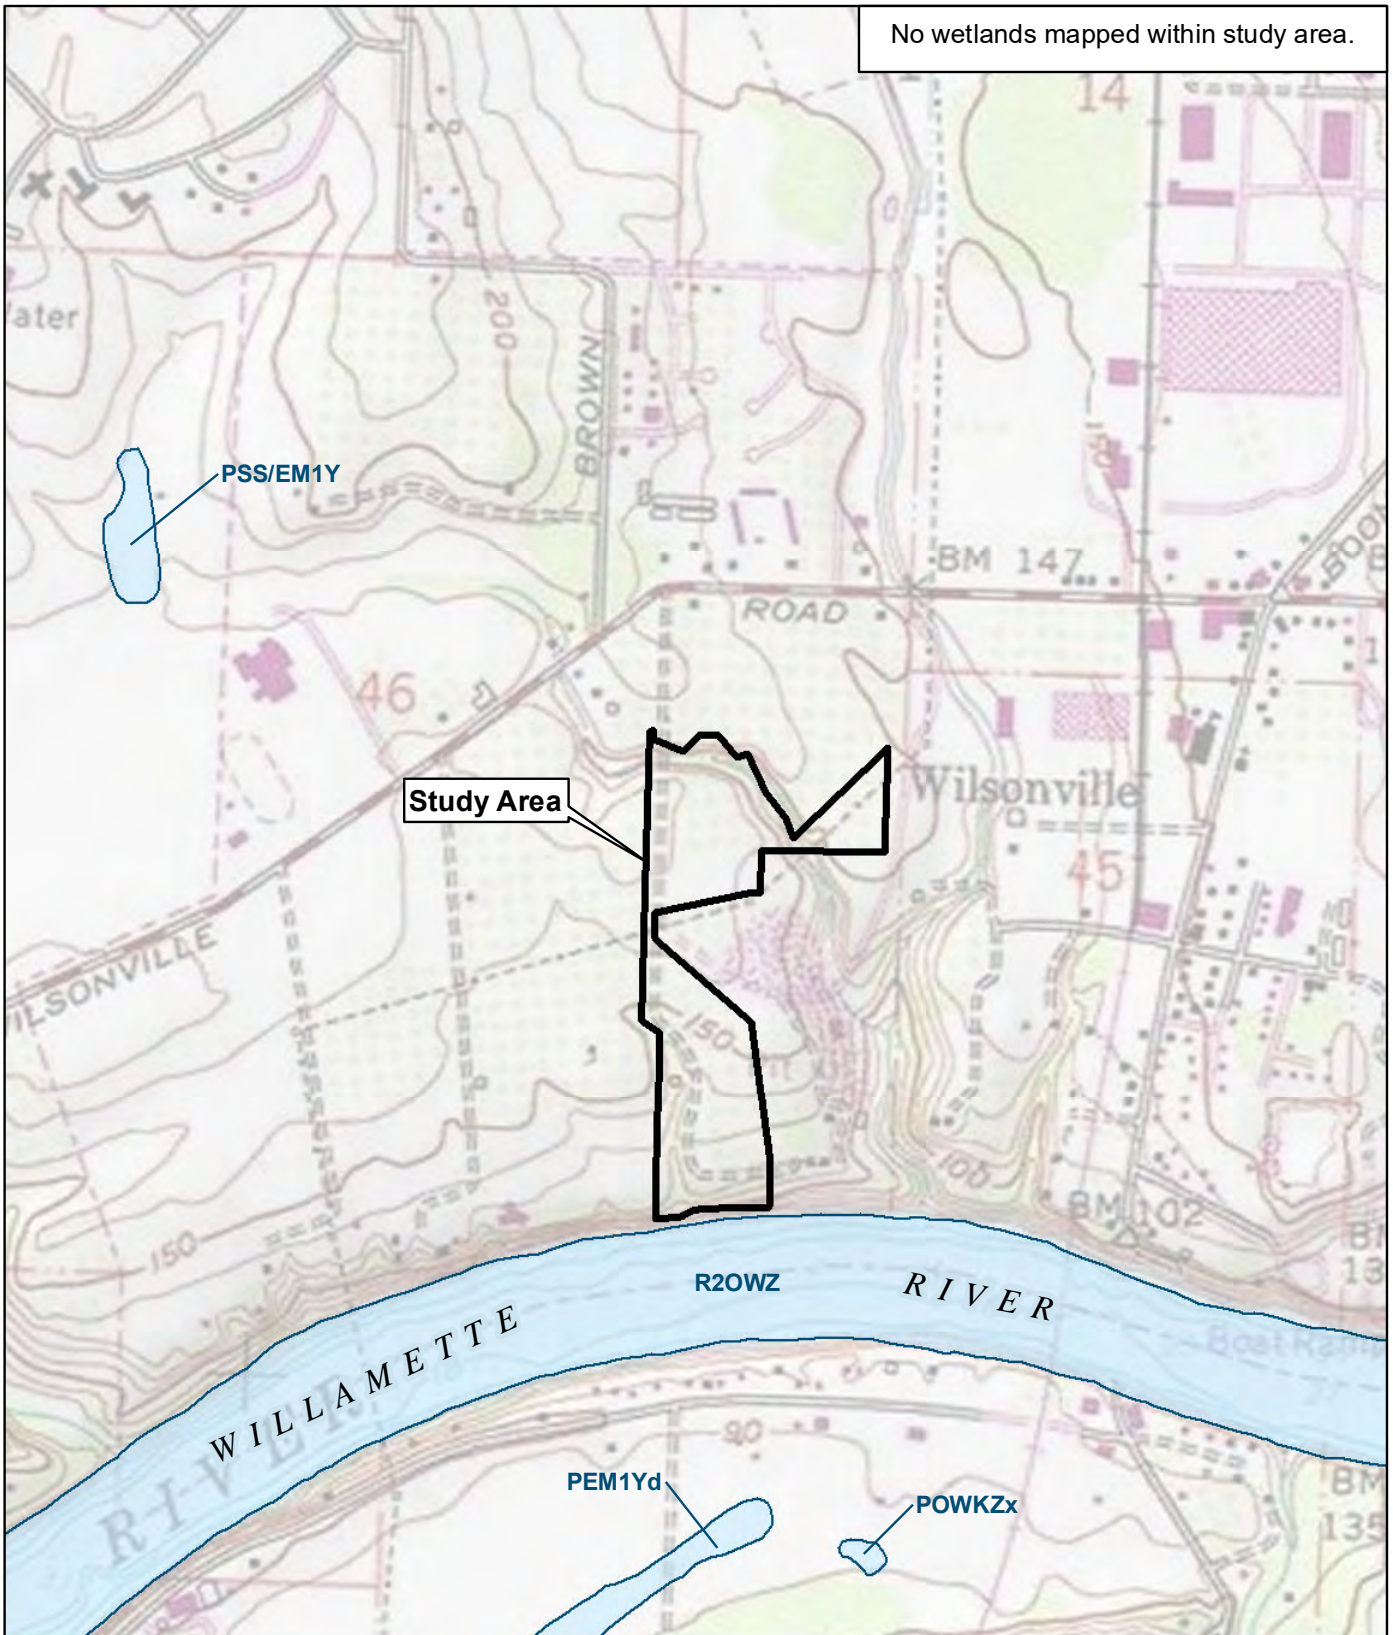 No wetlands mapped within study area.
14
ater
200
BROWN
PSS/EM1Y
BM 147
ROAD
46
Study Area
Wilsonville
45
WILSONVILLE
150
100
BM 102
150
R2OWZ
WILLAMETTE RIVER
RIVER
Boat Ramp
90
PEM1Yd
POWKZx
BM
135